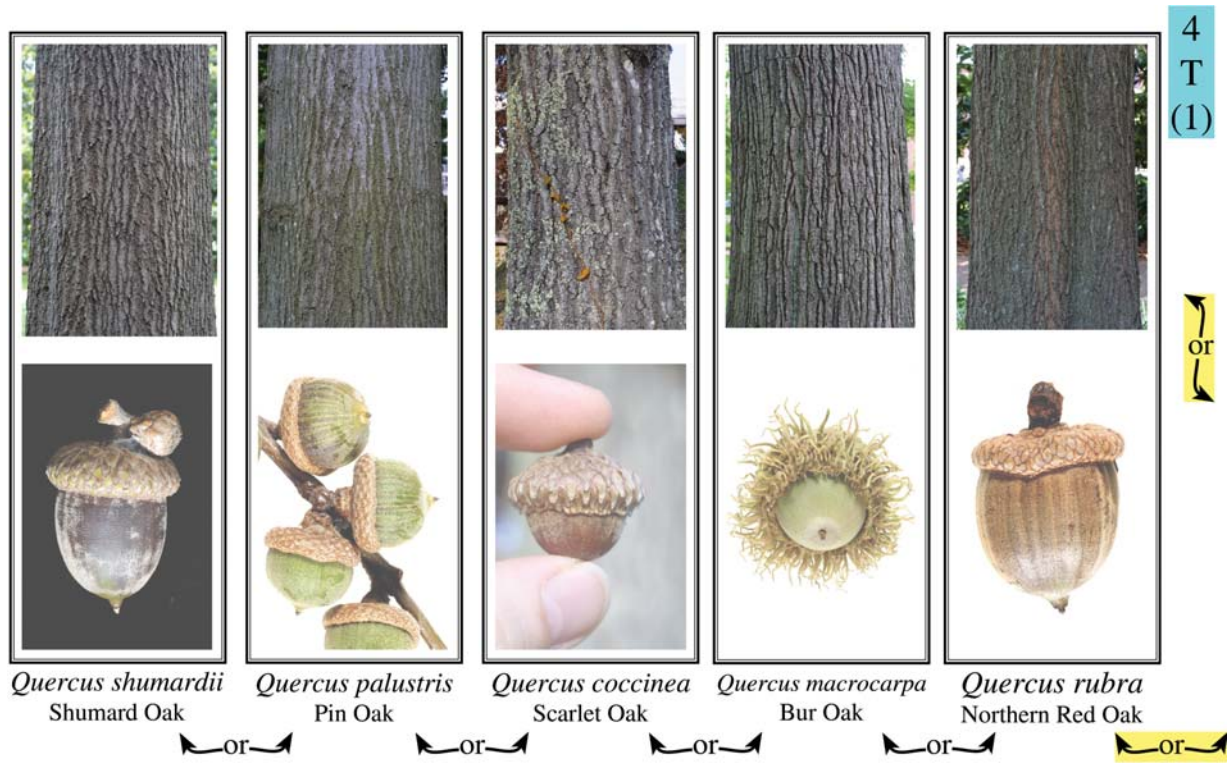 4
T
(1)
or
Quercus shumardii
Shumard Oak
Quercus palustris
Pin Oak
Quercus coccinea
Scarlet Oak
Quercus macrocarpa
Bur Oak
Quercus rubra
Northern Red Oak
or
or
or
or
or